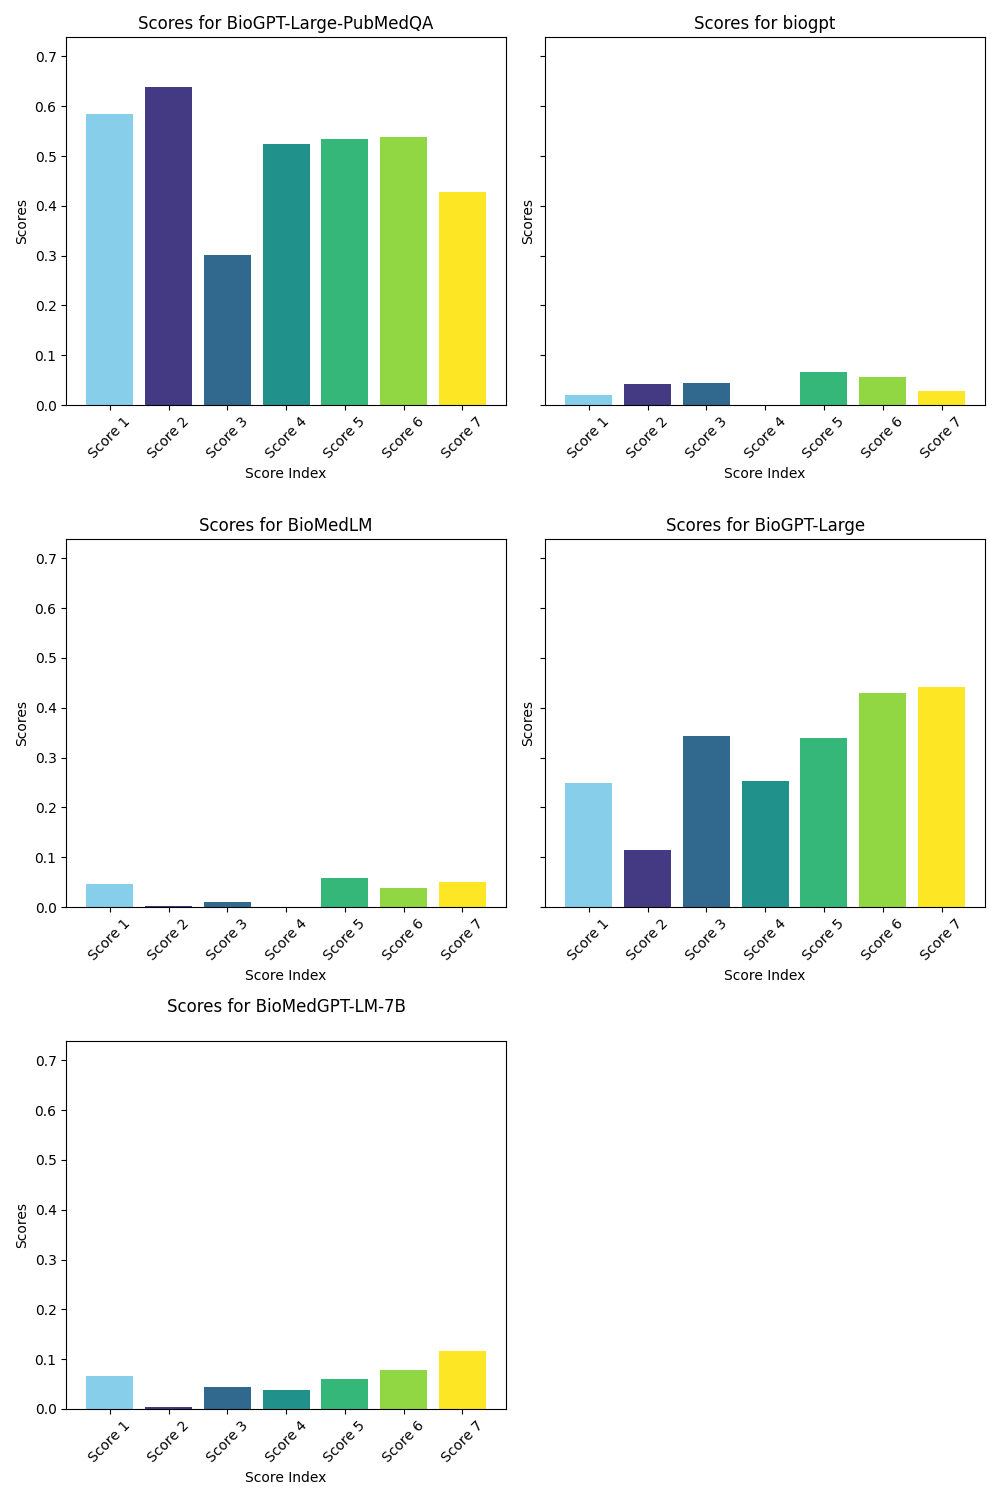 Scores for BioGPT-Large-PubMedQA
Scores
0.7
0.6
0.5
0.4
0.3
0.2
0.1
0.0
Score 1
Score 2
Score 3
Score 4
Score 5
Score 6
Score 7
Score Index
Scores for biogpt
Scores
Score 1
Score 2
Score 3
Score 4
Score 5
Score 6
Score 7
Score Index
Scores for BioMedLM
Scores
0.7
0.6
0.5
0.4
0.3
0.2
0.1
0.0
Score 1
Score 2
Score 3
Score 4
Score 5
Score 6
Score 7
Score Index
Scores for BioGPT-Large
Scores
Score 1
Score 2
Score 3
Score 4
Score 5
Score 6
Score 7
Score Index
Scores for BioMedGPT-LM-7B
Scores
0.7
0.6
0.5
0.4
0.3
0.2
0.1
0.0
Score 1
Score 2
Score 3
Score 4
Score 5
Score 6
Score 7
Score Index